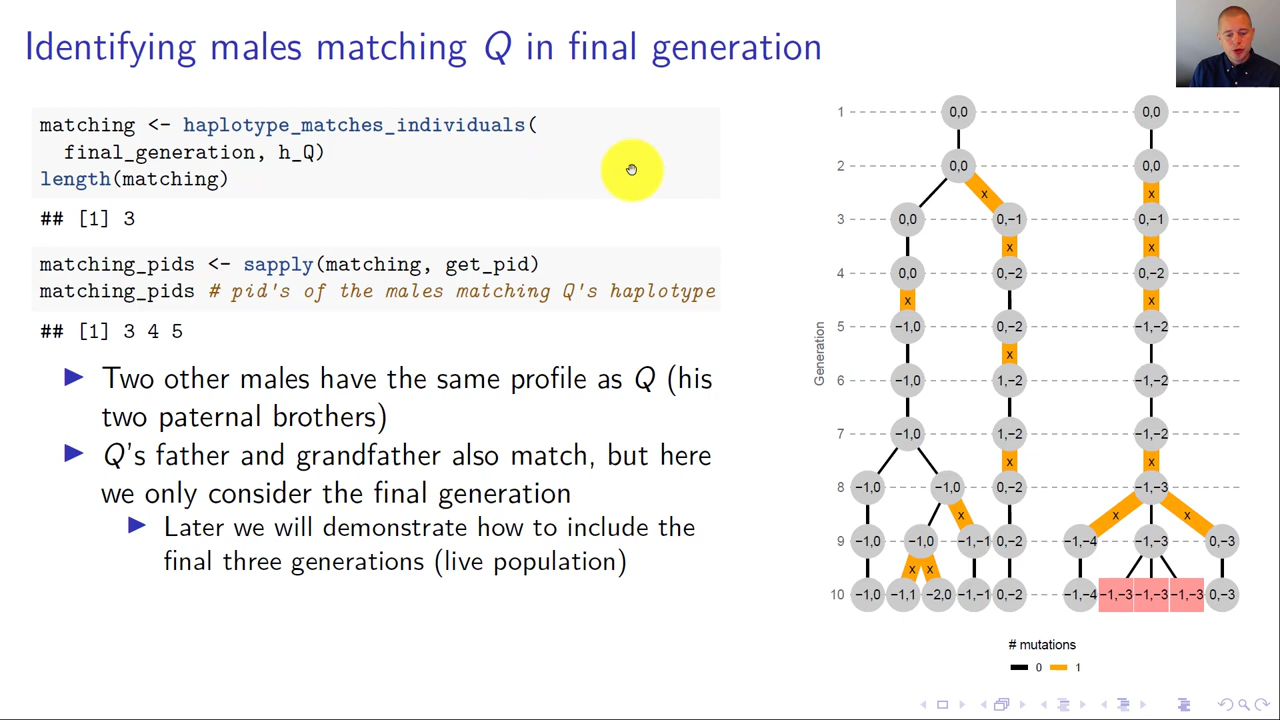 Identifying males matching Q in final generation
matching <- haplotype_matches_individuals(
final_generation, h_Q)
length(matching)
## [1] 3
matching_pids <- sapply(matching, get_pid)
matching_pids # pid's of the males matching Q's haplotype
## [1] 3 4 5
Two other males have the same profile as Q (his
two paternal brothers)
Q's father and grandfather also match, but here
we only consider the final generation
Later we will demonstrate how to include the
final three generations (live population)
Generation
1 0,0 0,0
2 0,0 0,0
x x
3 0,0 0,−1 0,−1
x x
4 0,0 0,−2 0,−2
x x
5 −1,0 0,−2 −1,−2
x
6 −1,0 1,−2 −1,−2
7 −1,0 1,−2 −1,−2
x x
8 −1,0 −1,0 0,−2 −1,−3
x x x
9 −1,0 −1,0 −1,−1 0,−2 −1,−4 −1,−3 0,−3
x x
10 −1,0 −1,1 −2,0 −1,−1 0,−2 −1,−4 −1,−3 −1,−3 −1,−3 0,−3
# mutations
0 1